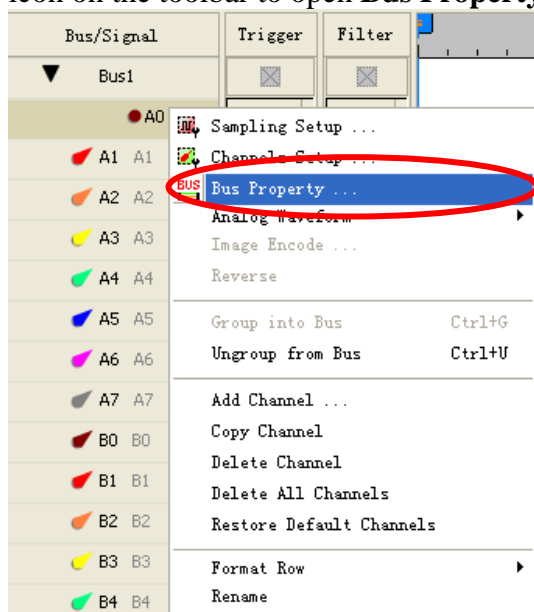 icon on the toolbar to open Bus Property
Bus/Signal Trigger Filter
Bus1
A0
Sampling Setup ...
A1 A1 Channels Setup ...
BUS Bus Property ...
A2 A2
Analog Waveform
A3 A3 Image Encode ...
A4 A4 Reverse
A5 A5 Group into Bus Ctrl+G
A6 A6 Ungroup from Bus Ctrl+U
A7 A7 Add Channel ...
B0 B0 Copy Channel
Delete Channel
B1 B1
Delete All Channels
B2 B2 Restore Default Channels
B3 B3 Format Row
B4 B4 Rename